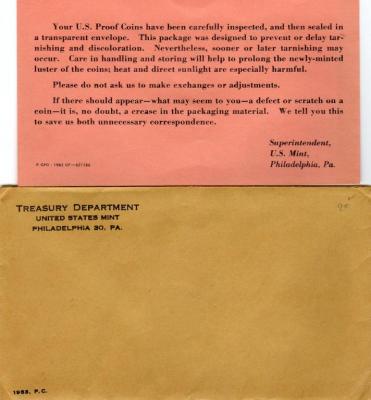 Your U.S. Proof Coins have been carefully inspected, and then sealed in
a transparent envelope. This package was designed to prevent or delay tar-
nishing and discoloration. Nevertheless, sooner or later tarnishing may
occur. Care in handling and storing will help to prolong the newly-minted
luster of the coins; heat and direct sunlight are especially harmful.
Please do not ask us to make exchanges or adjustments.
If there should appear—what may seem to you—a defect or scratch on a
coin—it is, no doubt, a crease in the packaging material. We tell you this
to save us both unnecessary correspondence.
Superintendent,
U.S. Mint,
Philadelphia, Pa.
TREASURY DEPARTMENT
UNITED STATES MINT
PHILADELPHIA 30, PA.
1963, P.C.